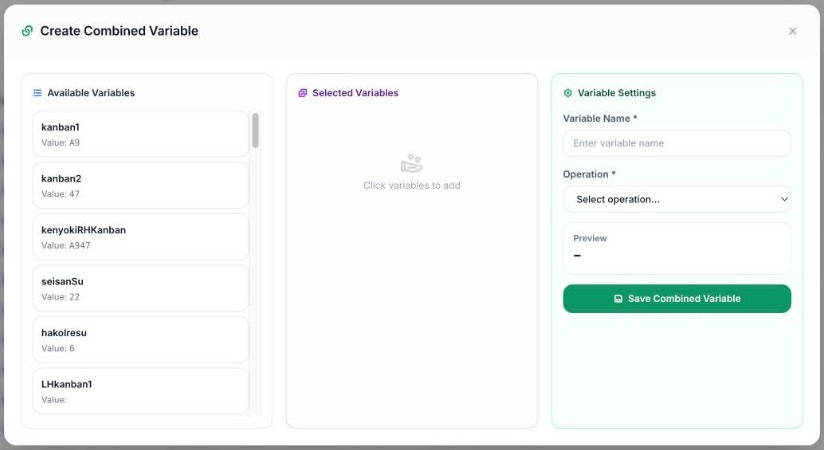 Create Combined Variable
Available Variables
kanban1
Value: A9
kanban2
Value: 47
kenyokiRHKanban
Value: A947
seisanSu
Value: 22
hakoIresu
Value: 6
LHkanban1
Value:
Selected Variables
Click variables to add
Variable Settings
Variable Name *
Enter variable name
Operation *
Select operation...
Preview
–
Save Combined Variable